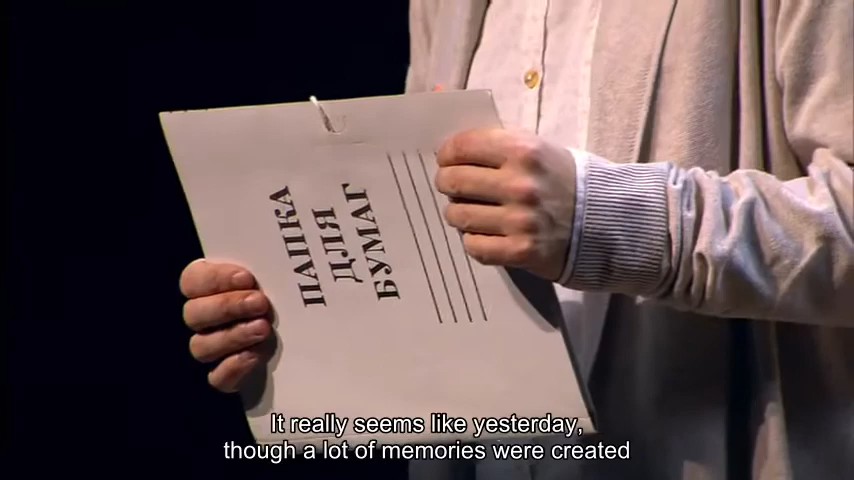 ПАПКА
ДЛЯ
БУМАГ
It really seems like yesterday,
though a lot of memories were created